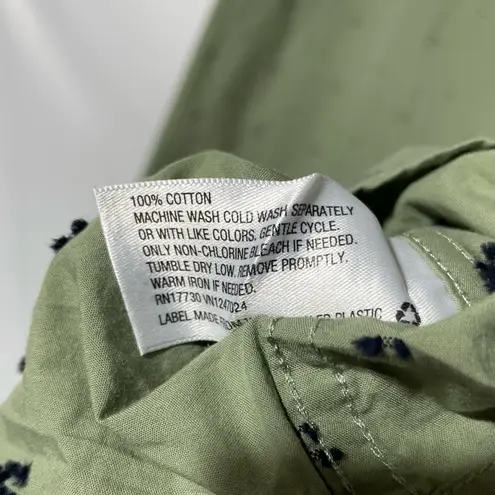 100% COTTON
MACHINE WASH COLD WASH SEPARATELY
OR WITH LIKE COLORS. GENTLE CYCLE.
ONLY NON-CHLORINE BLEACH IF NEEDED.
TUMBLE DRY LOW. REMOVE PROMPTLY.
WARM IRON IF NEEDED.
RN17730 VN1247024
LABEL MADE FROM PLASTIC